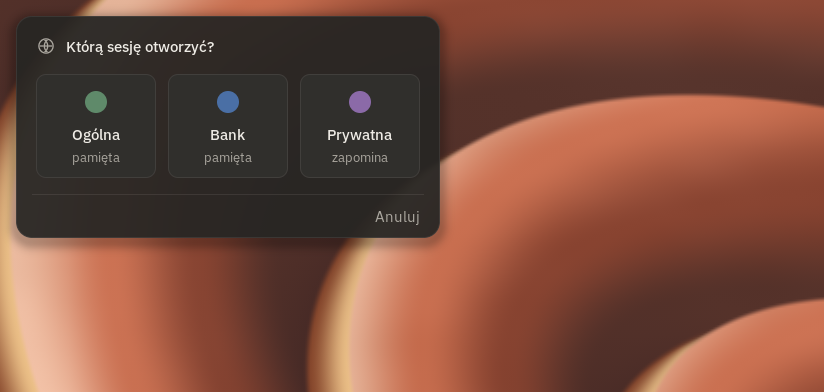 Którą sesję otworzyć?
Ogólna Bank Prywatna
pamięta pamięta zapomina
Anuluj